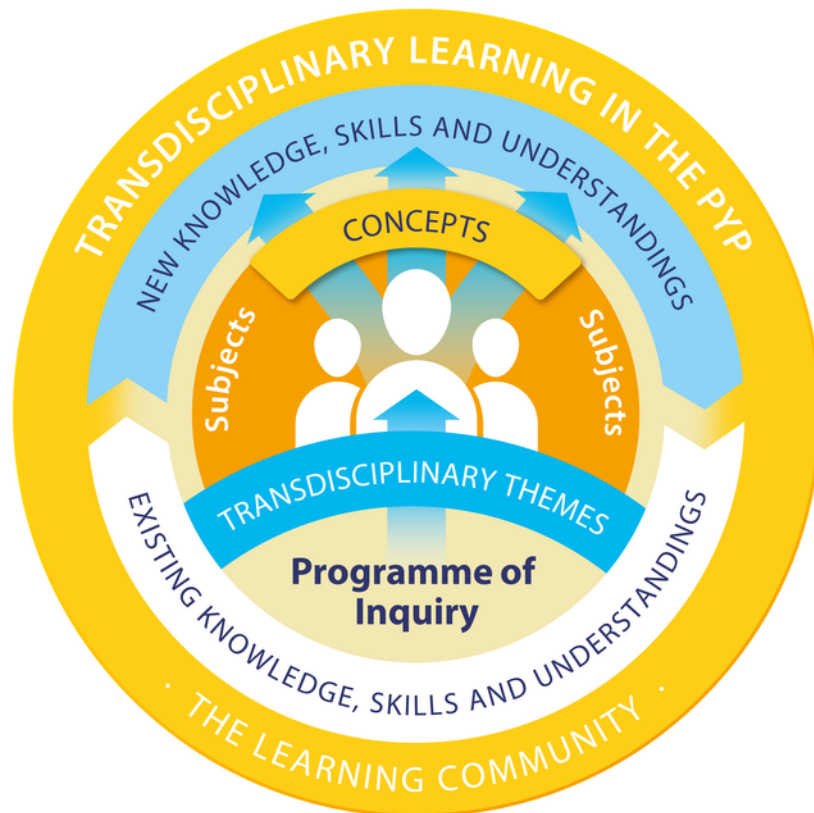 TRANSDISCIPLINARY LEARNING IN THE PYP
NEW KNOWLEDGE, SKILLS AND UNDERSTANDINGS
CONCEPTS
Subjects
Subjects
TRANSDISCIPLINARY THEMES
Programme of
Inquiry
EXISTING KNOWLEDGE, SKILLS AND UNDERSTANDINGS
· THE LEARNING COMMUNITY ·